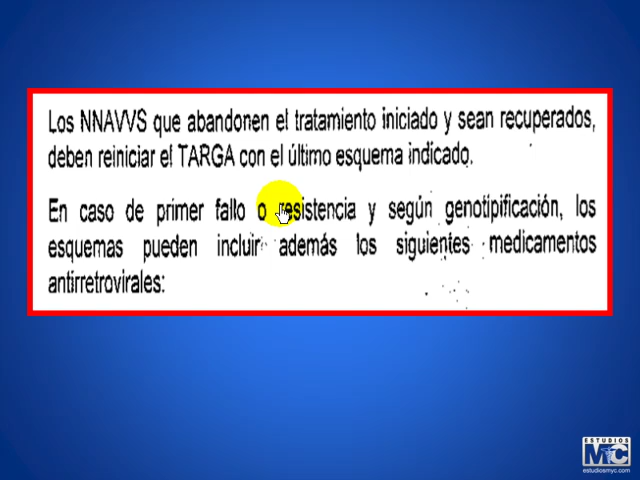 Los NNAVVS que abandonen el tratamiento iniciado y sean recuperados,
deben reiniciar el TARGA con el último esquema indicado.
En caso de primer fallo o resistencia y según genotipificación, los
esquemas pueden incluir además los siguientes medicamentos
antirretrovirales:
ESTUDIOS
MyC
estudiosmyc.com